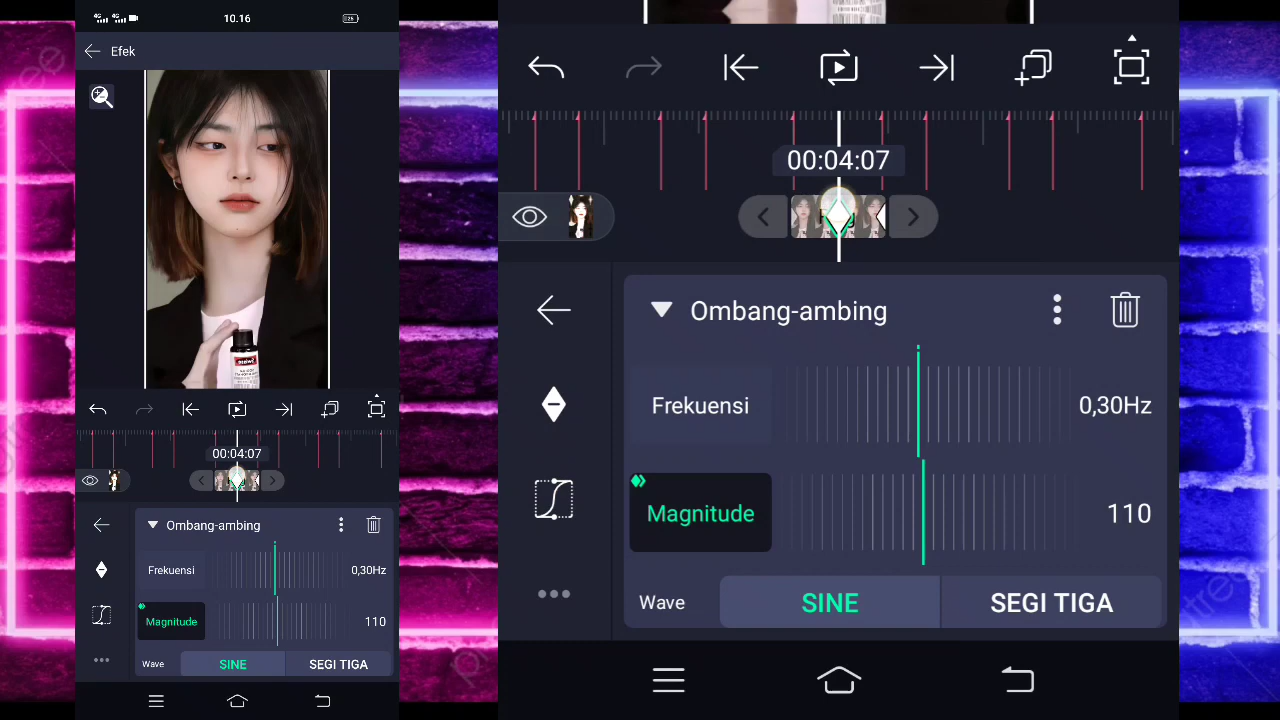 10.16
Efek
00:04:07
Ombang-ambing
Frekuensi
0,30Hz
Magnitude
110
Wave
SINE
SEGI TIGA
00:04:07
Ombang-ambing
Frekuensi
0,30Hz
Magnitude
110
Wave
SINE
SEGI TIGA